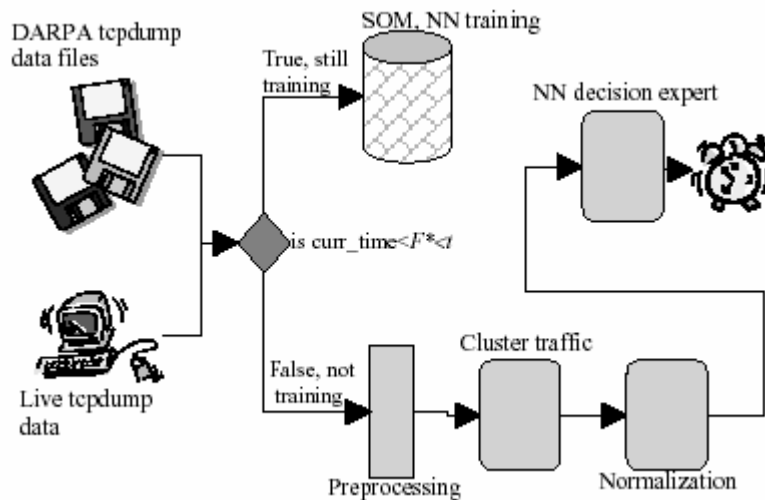 DARPA tcpdump
data files
SOM, NN training
True, still
training
NN decision expert
is curr_time<F*<t
Live tcpdump
data
False, not
training
Preprocessing
Cluster traffic
Normalization